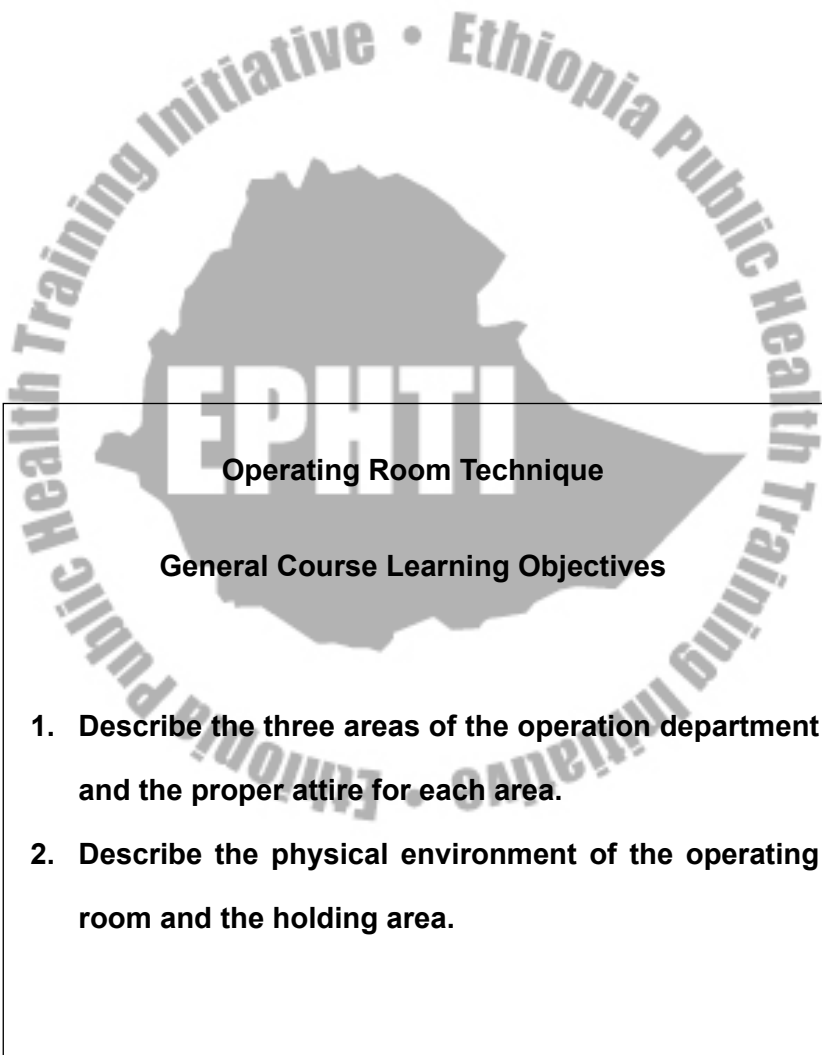 Ethiopia Public Health Training Initiative • Ethiopia Public Health Training Initiative •
EPHTI
Operating Room Technique
General Course Learning Objectives
1. Describe the three areas of the operation department
and the proper attire for each area.
2. Describe the physical environment of the operating
room and the holding area.